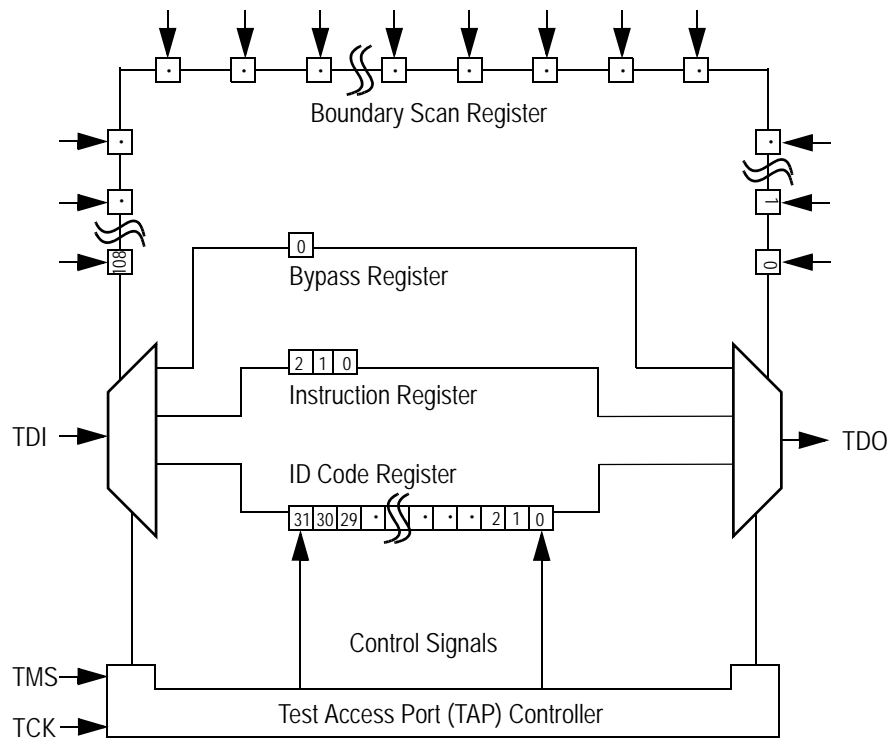 · · · · · · · ·
Boundary Scan Register
· ·
· 1
108 0 0
Bypass Register
2 1 0
Instruction Register
TDI TDO
ID Code Register
31 30 29 · · · · 2 1 0
Control Signals
TMS
Test Access Port (TAP) Controller
TCK